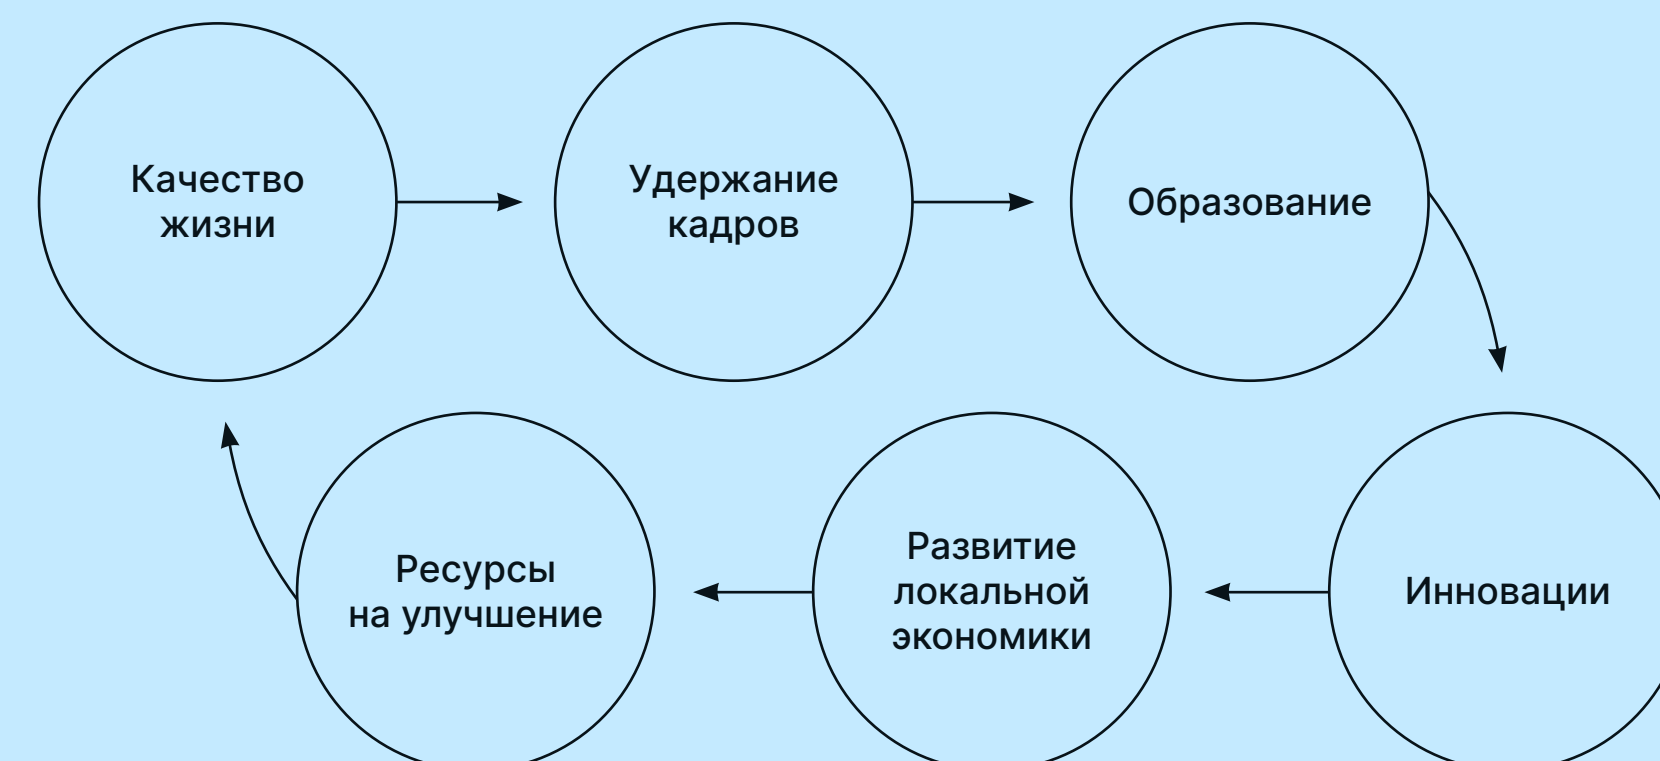 Качество
жизни
Удержание
кадров
Образование
Ресурсы
на улучшение
Развитие
локальной
экономики
Инновации